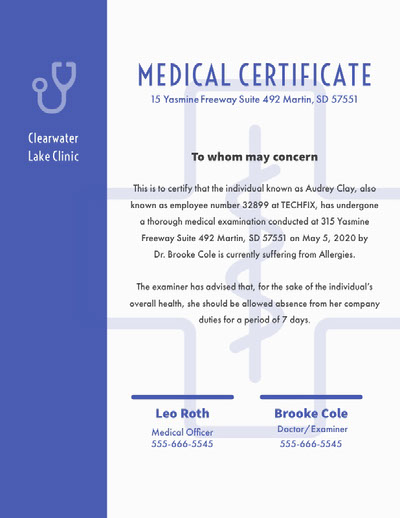 Clearwater
Lake Clinic
MEDICAL CERTIFICATE
15 Yasmine Freeway Suite 492 Martin, SD 57551
To whom may concern
This is to certify that the individual known as Audrey Clay, also
known as employee number 32899 at TECHFIX, has undergone
a thorough medical examination conducted at 315 Yasmine
Freeway Suite 492 Martin, SD 57551 on May 5, 2020 by
Dr. Brooke Cole is currently suffering from Allergies.
The examiner has advised that, for the sake of the individual's
overall health, she should be allowed absence from her company
duties for a period of 7 days.
Leo Roth
Medical Officer
555-666-5545
Brooke Cole
Doctor/Examiner
555-666-5545